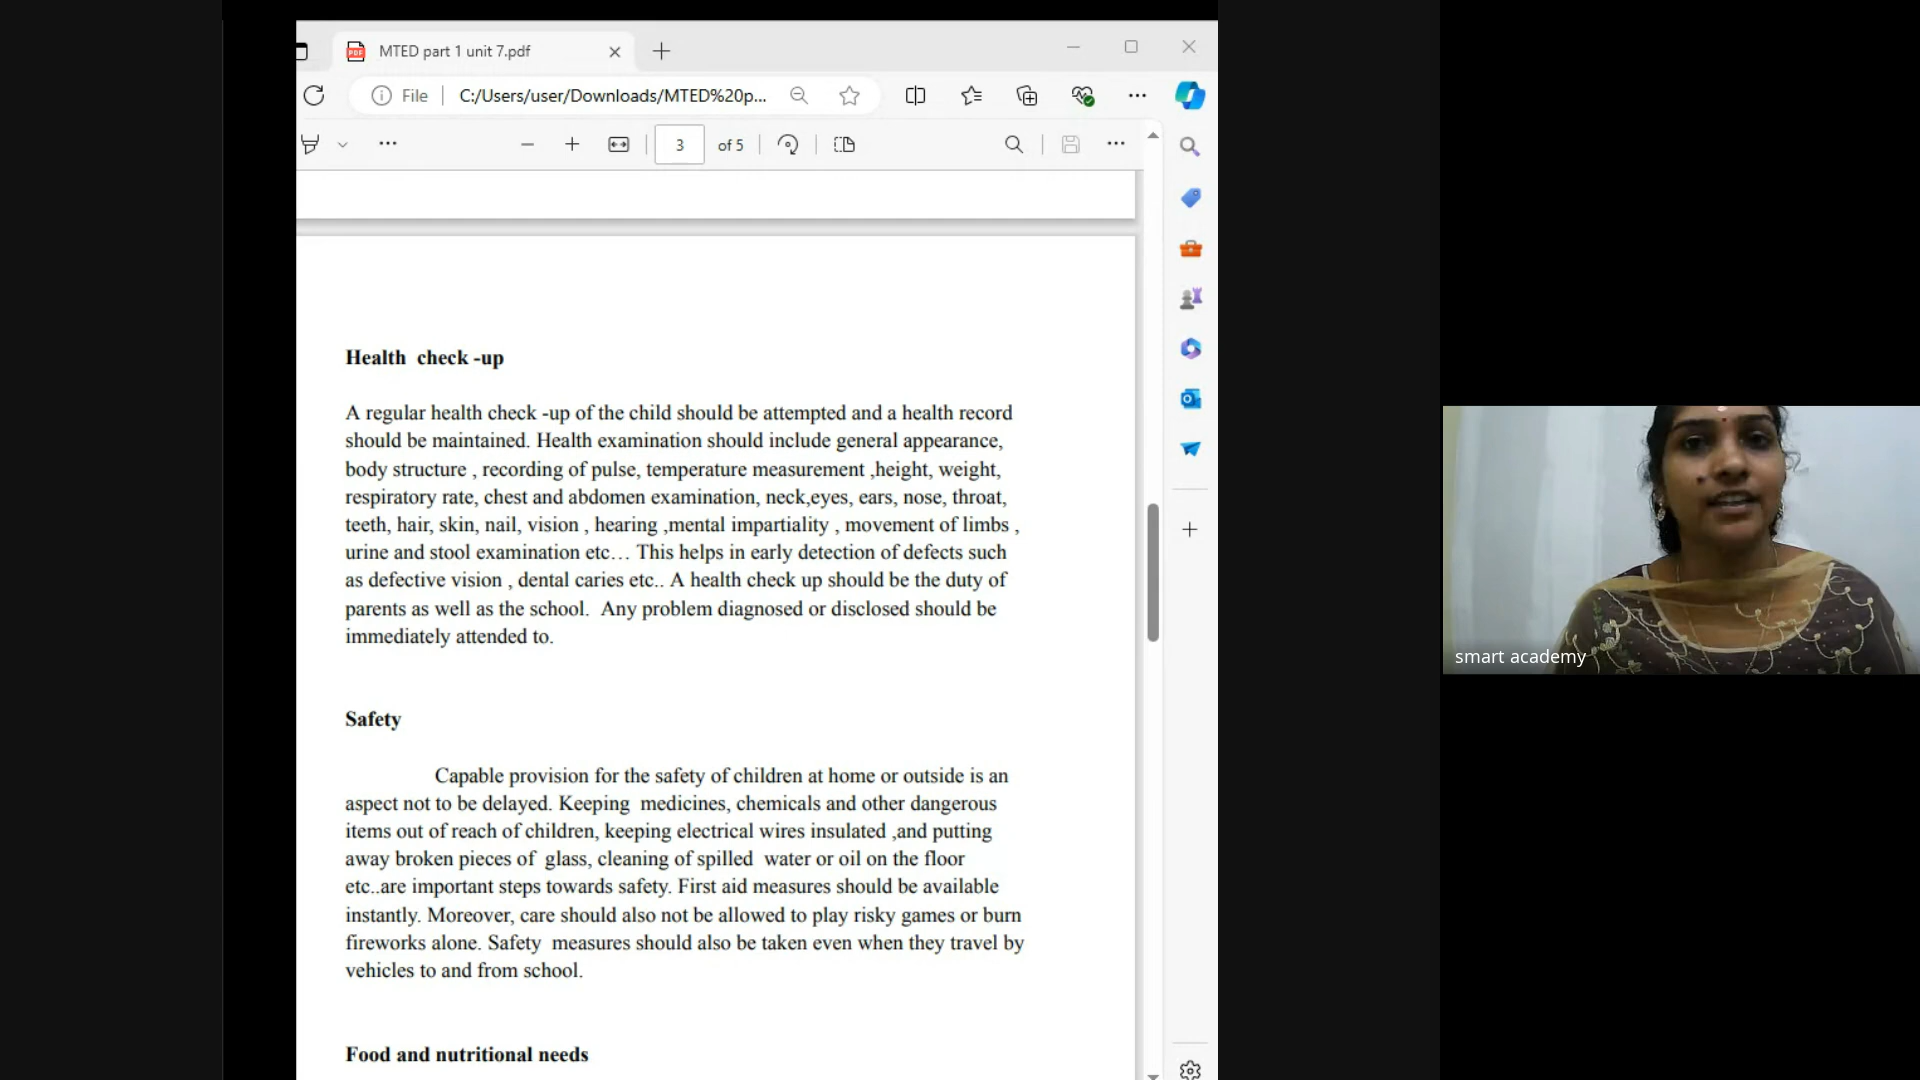 MTED part 1 unit 7.pdf
File
C:/Users/user/Downloads/MTED%20p...
3 of 5
Health check -up
A regular health check -up of the child should be attempted and a health record
should be maintained. Health examination should include general appearance,
body structure , recording of pulse, temperature measurement ,height, weight,
respiratory rate, chest and abdomen examination, neck,eyes, ears, nose, throat,
teeth, hair, skin, nail, vision , hearing ,mental impartiality , movement of limbs ,
urine and stool examination etc… This helps in early detection of defects such
as defective vision , dental caries etc.. A health check up should be the duty of
parents as well as the school. Any problem diagnosed or disclosed should be
immediately attended to.
Safety
Capable provision for the safety of children at home or outside is an
aspect not to be delayed. Keeping medicines, chemicals and other dangerous
items out of reach of children, keeping electrical wires insulated ,and putting
away broken pieces of glass, cleaning of spilled water or oil on the floor
etc..are important steps towards safety. First aid measures should be available
instantly. Moreover, care should also not be allowed to play risky games or burn
fireworks alone. Safety measures should also be taken even when they travel by
vehicles to and from school.
Food and nutritional needs
smart academy